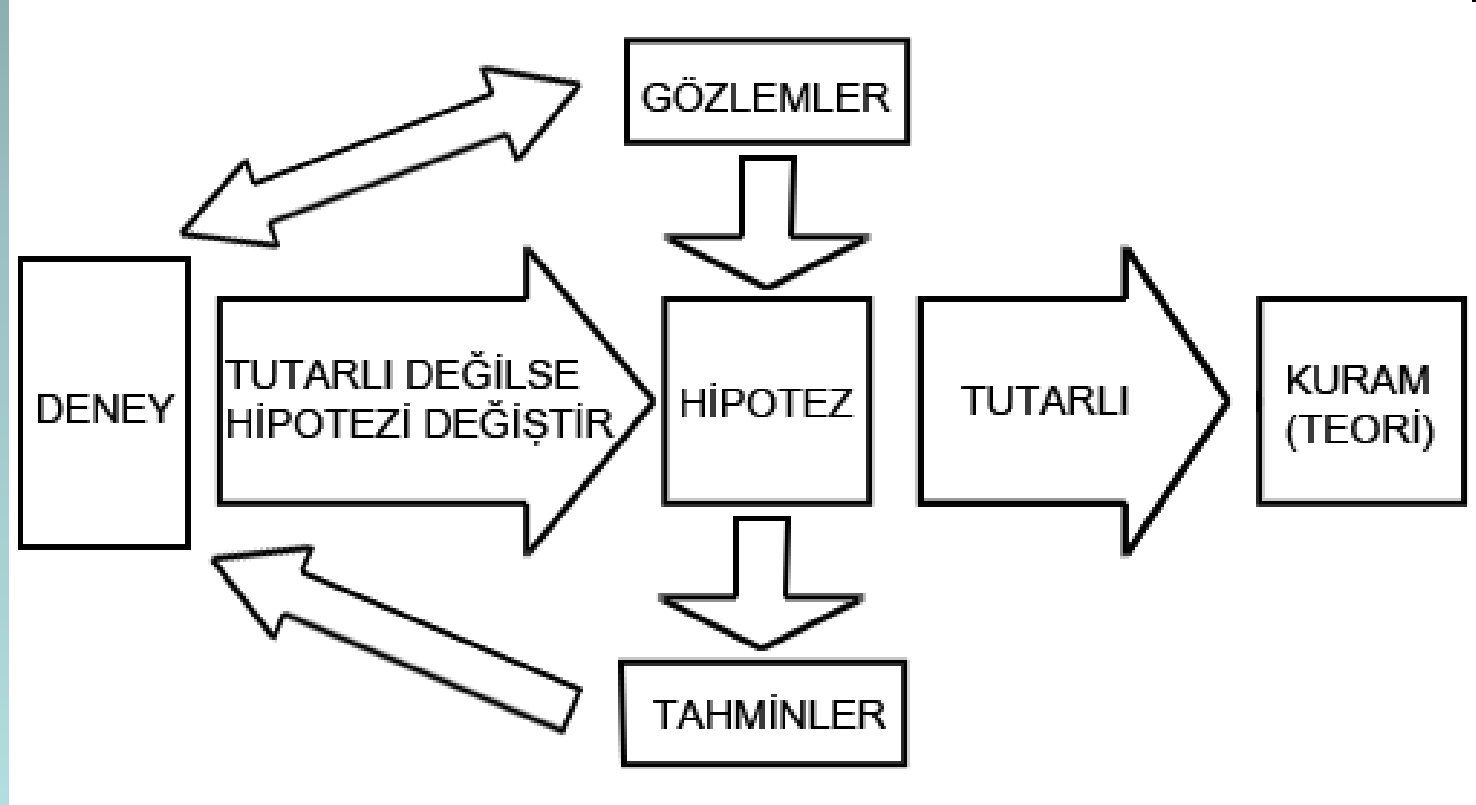 GÖZLEMLER
DENEY
TUTARLI DEĞİLSE
HİPOTEZİ DEĞİŞTİR
HİPOTEZ
TUTARLI
KURAM
(TEORİ)
TAHMİNLER